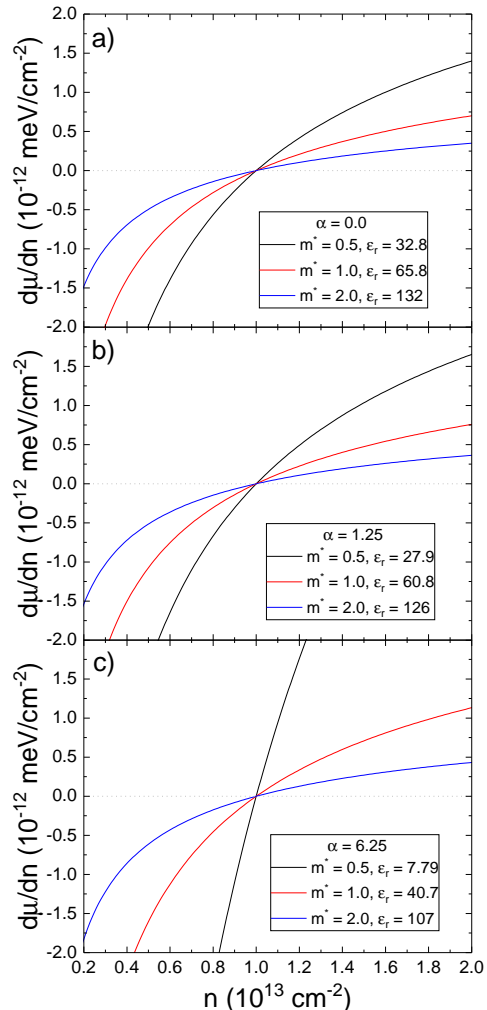 2.0
a)
1.5
1.0
0.5
0.0
-0.5
-1.0
-1.5
-2.0
dμ/dn (10⁻¹² meV/cm⁻²)
α = 0.0
m* = 0.5, εᵣ = 32.8
m* = 1.0, εᵣ = 65.8
m* = 2.0, εᵣ = 132
b)
1.5
1.0
0.5
0.0
-0.5
-1.0
-1.5
-2.0
dμ/dn (10⁻¹² meV/cm⁻²)
α = 1.25
m* = 0.5, εᵣ = 27.9
m* = 1.0, εᵣ = 60.8
m* = 2.0, εᵣ = 126
c)
1.5
1.0
0.5
0.0
-0.5
-1.0
-1.5
-2.0
dμ/dn (10⁻¹² meV/cm⁻²)
α = 6.25
m* = 0.5, εᵣ = 7.79
m* = 1.0, εᵣ = 40.7
m* = 2.0, εᵣ = 107
0.2 0.4 0.6 0.8 1.0 1.2 1.4 1.6 1.8 2.0
n (10¹³ cm⁻²)